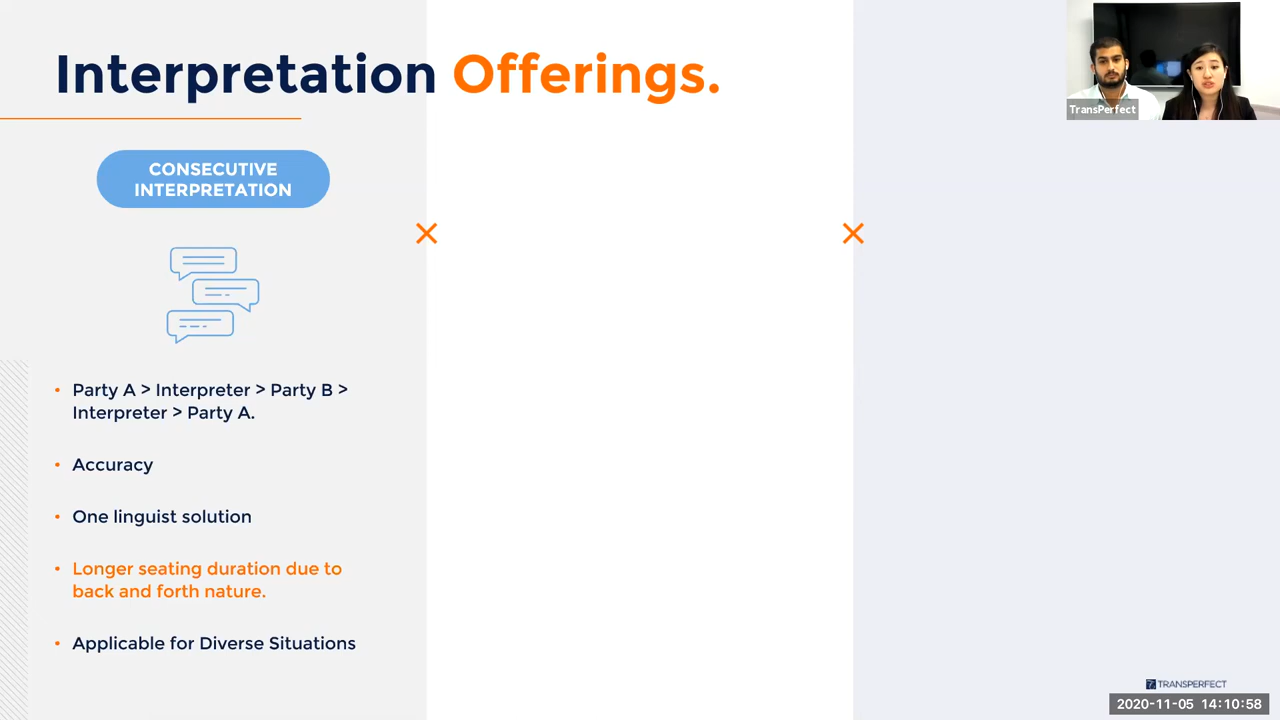 Interpretation Offerings.
TransPerfect
CONSECUTIVE
INTERPRETATION
• Party A > Interpreter > Party B >
Interpreter > Party A.
• Accuracy
• One linguist solution
• Longer seating duration due to
back and forth nature.
• Applicable for Diverse Situations
TRANSPERFECT
2020-11-05 14:10:58